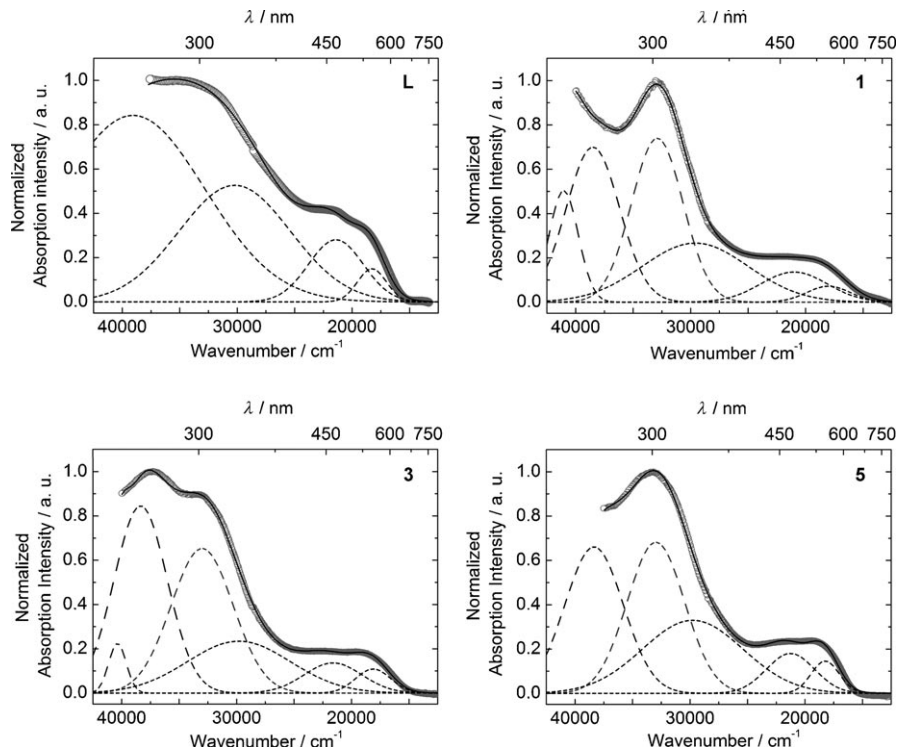 λ / nm
300 450 600 750
L
1.0
0.8
0.6
0.4
0.2
0.0
Normalized
Absorption intensity / a. u.
40000 30000 20000
Wavenumber / cm⁻¹
λ / nm
300 450 600 750
1
1.0
0.8
0.6
0.4
0.2
0.0
Normalized
Absorption Intensity / a. u.
40000 30000 20000
Wavenumber / cm⁻¹
λ / nm
300 450 600 750
3
1.0
0.8
0.6
0.4
0.2
0.0
Normalized
Absorption Intensity / a. u.
40000 30000 20000
Wavenumber / cm⁻¹
λ / nm
300 450 600 750
5
1.0
0.8
0.6
0.4
0.2
0.0
Normalized
Absorption Intensity / a. u.
40000 30000 20000
Wavenumber / cm⁻¹